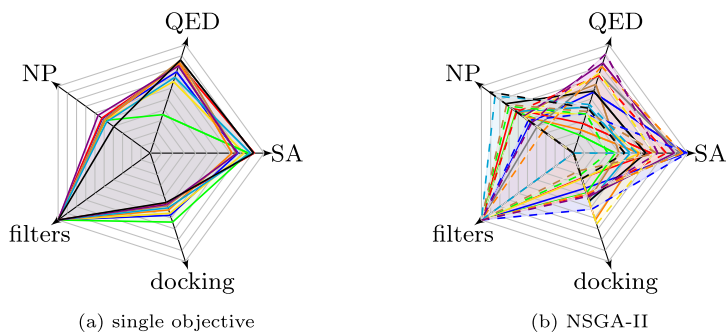 QED
NP
SA
filters
docking
(a) single objective
QED
NP
SA
filters
docking
(b) NSGA-II